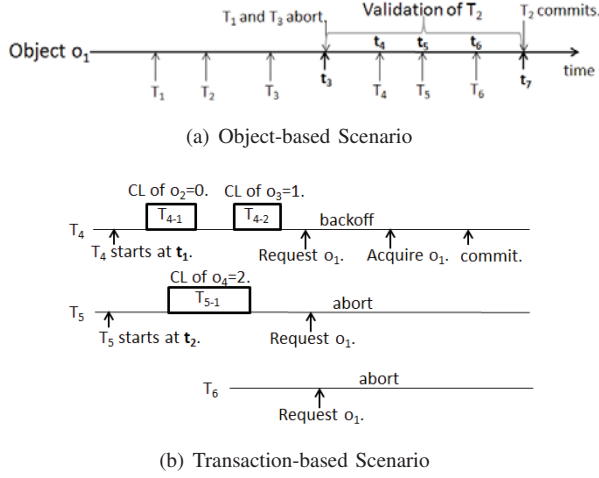 T1 and T3 abort. Validation of T2 T2 commits.
t4 t5 t6
Object o1
time
T1 T2 T3 t3 T4 T5 T6 t7
(a) Object-based Scenario
CL of o2=0. CL of o3=1.
T4-1 T4-2 backoff
T4
T4 starts at t1. Request o1. Acquire o1. commit.
CL of o4=2.
T5-1 abort
T5
T5 starts at t2. Request o1.
abort
T6
Request o1.
(b) Transaction-based Scenario